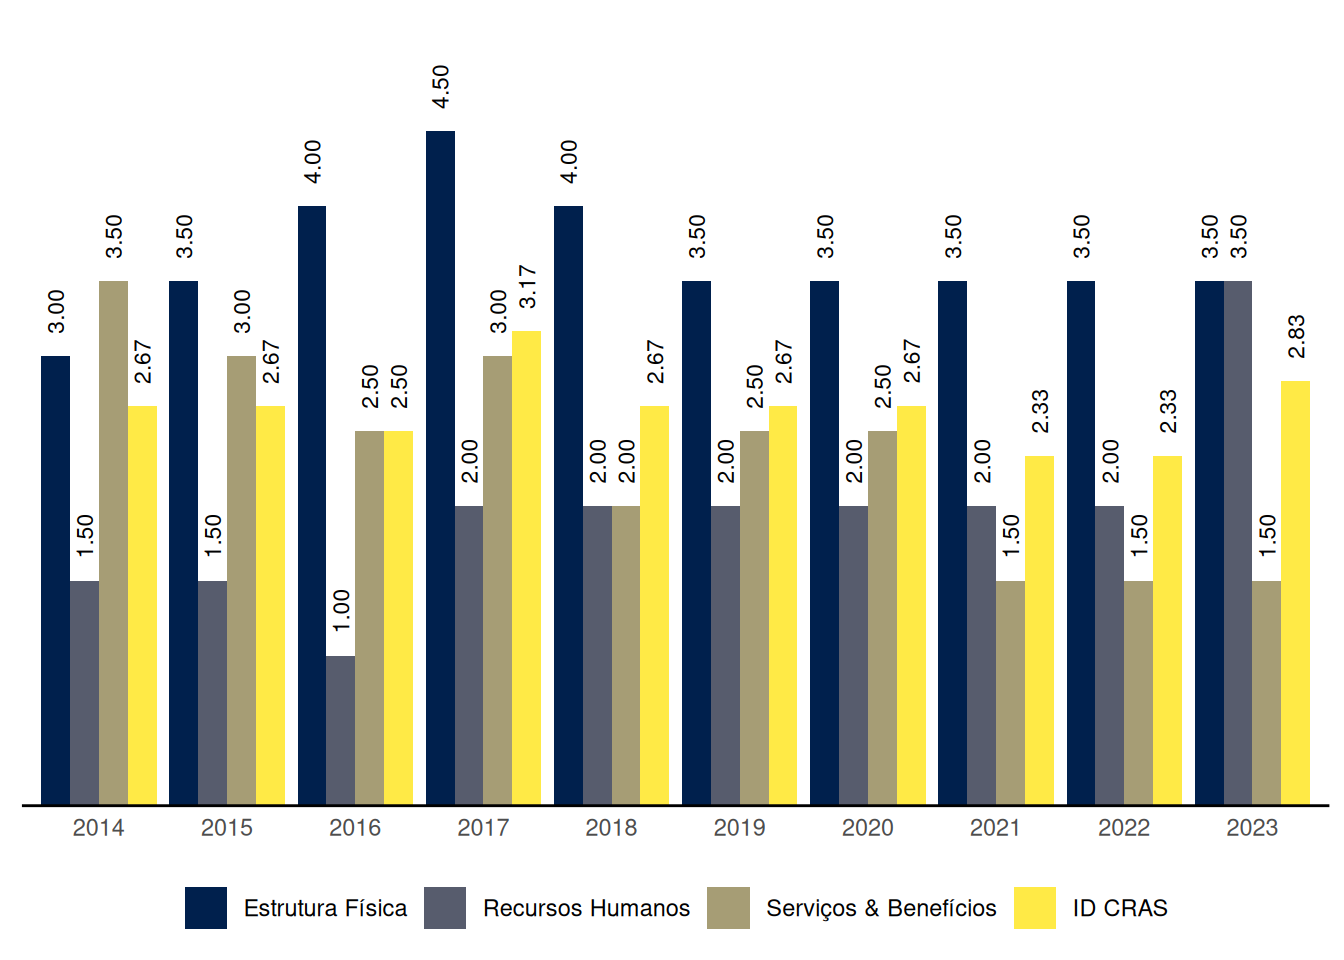 3.00 1.50 3.50 2.67
3.50 1.50 3.00 2.67
4.00 1.00 2.50 2.50
4.50 2.00 3.00 3.17
4.00 2.00 2.00 2.67
3.50 2.00 2.50 2.67
3.50 2.00 2.50 2.67
3.50 2.00 1.50 2.33
3.50 2.00 1.50 2.33
3.50 3.50 1.50 2.83
2014 2015 2016 2017 2018 2019 2020 2021 2022 2023
Estrutura Física Recursos Humanos Serviços & Benefícios ID CRAS